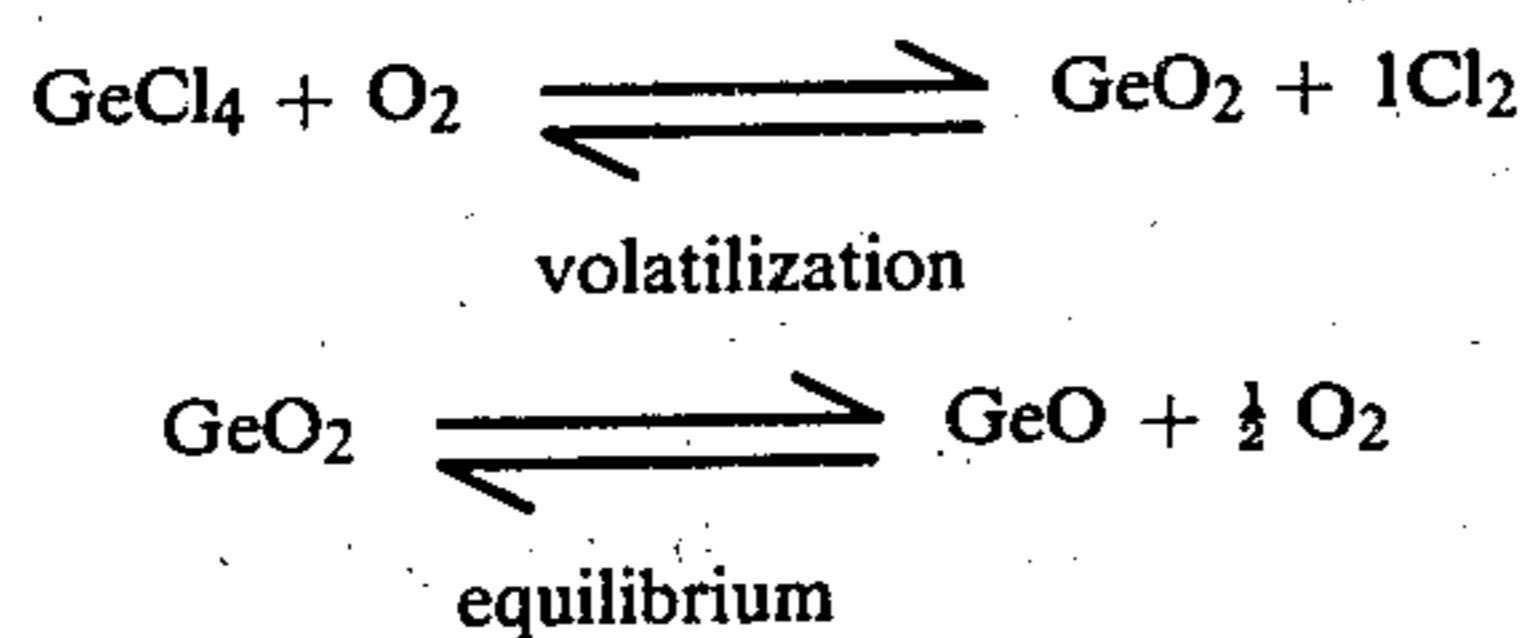 GeCl₄ + O₂ ⇌ GeO₂ + 1Cl₂
volatilization
GeO₂ ⇌ GeO + ½ O₂
equilibrium